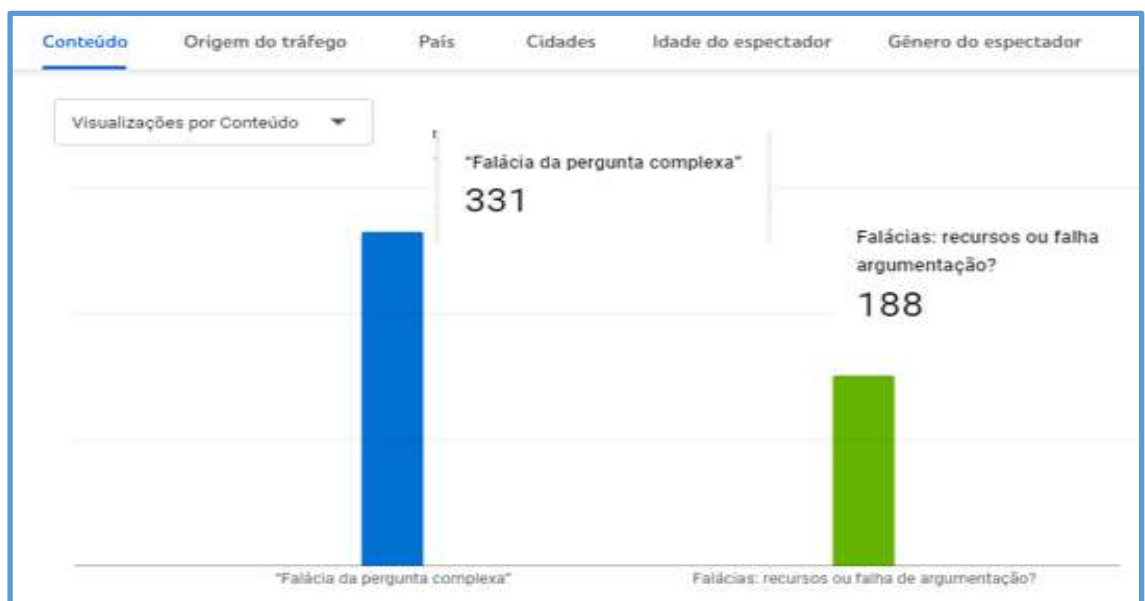 Conteúdo Origem do tráfego País Cidades Idade do espectador Gênero do espectador
Visualizações por Conteúdo
"Falácia da pergunta complexa"
331
Falácias: recursos ou falha
argumentação?
188
"Falácia da pergunta complexa" Falácias: recursos ou falha de argumentação?